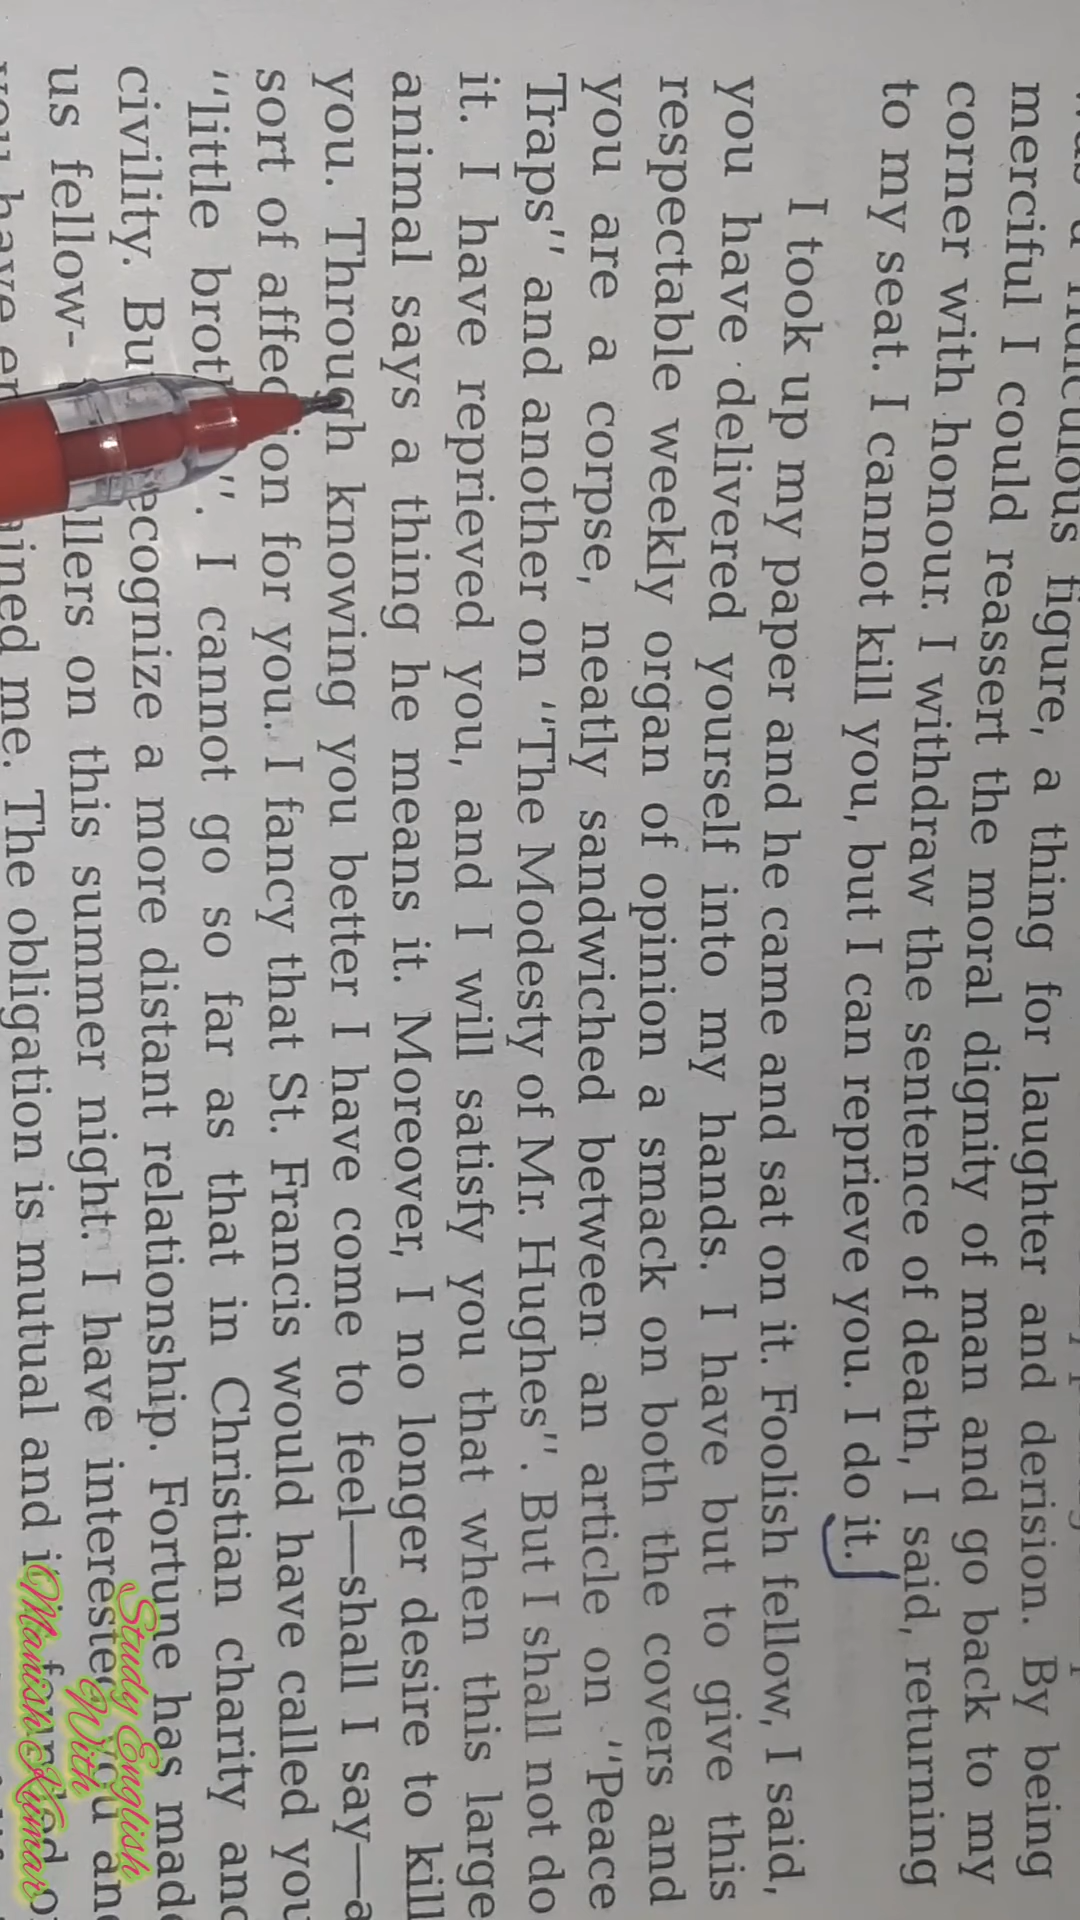 ridiculous figure, a thing for laughter and derision. By being
merciful I could reassert the moral dignity of man and go back to my
corner with honour. I withdraw the sentence of death, I said, returning
to my seat. I cannot kill you, but I can reprieve you. I do it.
I took up my paper and he came and sat on it. Foolish fellow, I said,
you have delivered yourself into my hands. I have but to give this
respectable weekly organ of opinion a smack on both the covers and
you are a corpse, neatly sandwiched between an article on "Peace
Traps" and another on "The Modesty of Mr. Hughes". But I shall not do
it. I have reprieved you, and I will satisfy you that when this large
animal says a thing he means it. Moreover, I no longer desire to kill
you. Through knowing you better I have come to feel—shall I say—a
sort of affection for you. I fancy that St. Francis would have called you
"little". I cannot go so far as that in Christian charity and
civility. recognize a more distant relationship. Fortune has made
us fellow- on this summer night. I have interested you and
you have me. The obligation is mutual and
Study English
With
Manish Kumar